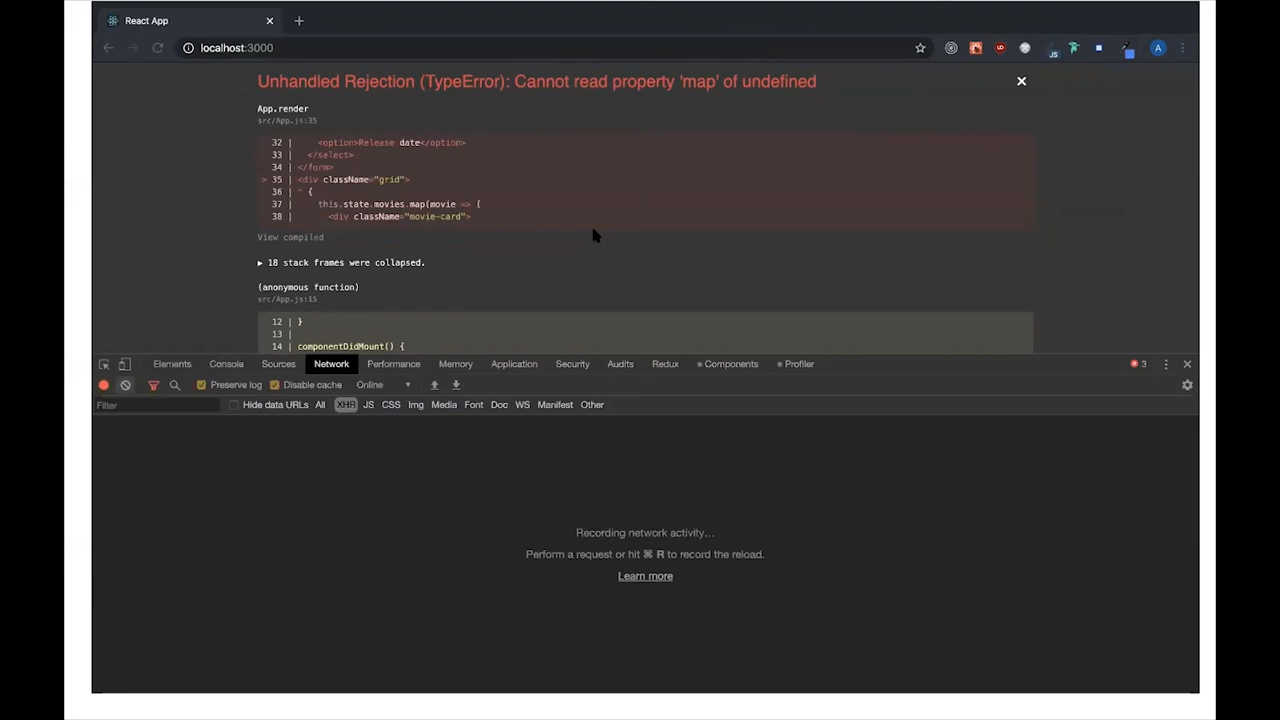 React App
localhost:3000
A
Unhandled Rejection (TypeError): Cannot read property 'map' of undefined
App.render
src/App.js:35
32 | <option>Release date</option>
33 | </select>
34 | </form>
> 35 | <div className="grid">
36 | ^ {
37 | this.state.movies.map(movie => (
38 | <div className="movie-card">
View compiled
▶ 18 stack frames were collapsed.
(anonymous function)
src/App.js:15
12 | }
13 |
14 | componentDidMount() {
Elements Console Sources Network Performance Memory Application Security Audits Redux Components Profiler 3
Preserve log Disable cache Online
Filter Hide data URLs All XHR JS CSS Img Media Font Doc WS Manifest Other
Recording network activity…
Perform a request or hit ⌘ R to record the reload.
Learn more